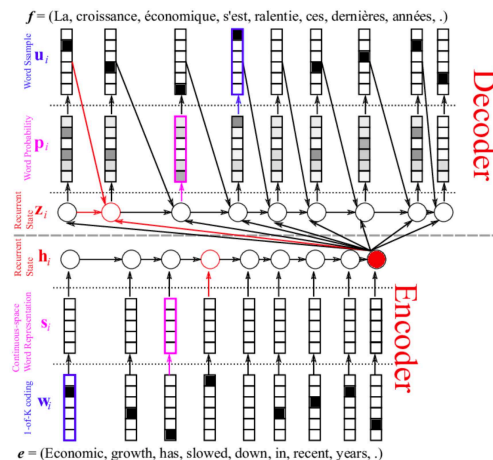 f = (La, croissance, économique, s'est, ralentie, ces, dernières, années, .)
Word Ssample
u_i
Word Probability
p_i
Recurrent
State
z_i
Decoder
Recurrent
State
h_i
Continuous-space
Word Representation
s_i
1-of-K coding
w_i
Encoder
e = (Economic, growth, has, slowed, down, in, recent, years, .)